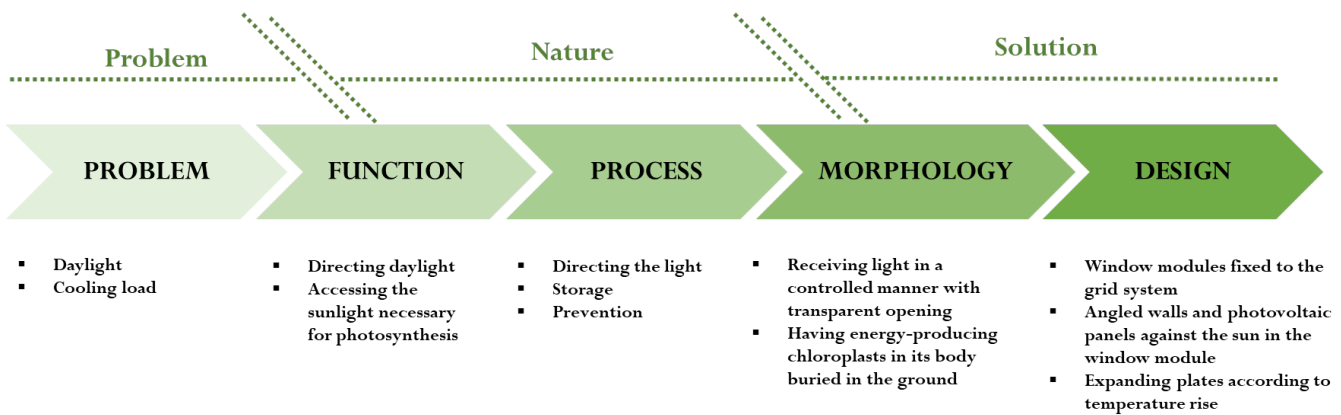 Problem
Nature
Solution
PROBLEM
FUNCTION
PROCESS
MORPHOLOGY
DESIGN
▪ Daylight
▪ Cooling load
▪ Directing daylight
▪ Accessing the
sunlight necessary
for photosynthesis
▪ Directing the light
▪ Storage
▪ Prevention
▪ Receiving light in a
controlled manner with
transparent opening
▪ Having energy-producing
chloroplasts in its body
buried in the ground
▪ Window modules fixed to the
grid system
▪ Angled walls and photovoltaic
panels against the sun in the
window module
▪ Expanding plates according to
temperature rise